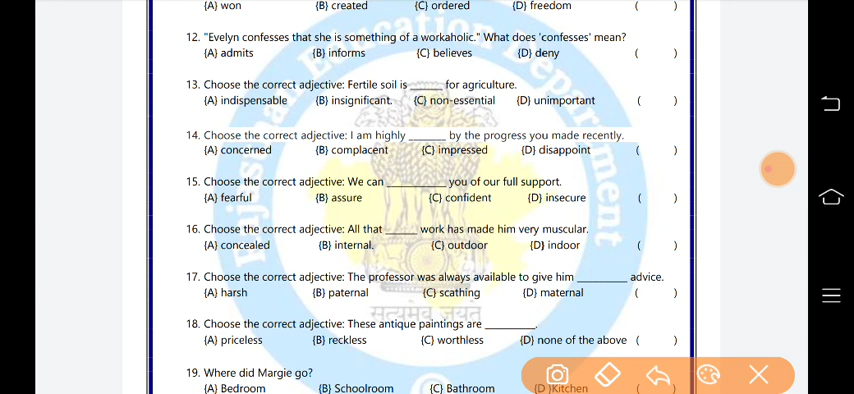 {A} won {B} created {C} ordered {D} freedom ( )
12. "Evelyn confesses that she is something of a workaholic." What does 'confesses' mean?
{A} admits {B} informs {C} believes {D} deny ( )
13. Choose the correct adjective: Fertile soil is ______ for agriculture.
{A} indispensable {B} insignificant. {C} non-essential {D} unimportant ( )
14. Choose the correct adjective: I am highly _______ by the progress you made recently.
{A} concerned {B} complacent {C} impressed {D} disappoint ( )
15. Choose the correct adjective: We can ___________ you of our full support.
{A} fearful {B} assure {C} confident {D} insecure ( )
16. Choose the correct adjective: All that ______ work has made him very muscular.
{A} concealed {B} internal. {C} outdoor {D} indoor ( )
17. Choose the correct adjective: The professor was always available to give him _________ advice.
{A} harsh {B} paternal {C} scathing {D} maternal ( )
18. Choose the correct adjective: These antique paintings are _________.
{A} priceless {B} reckless {C} worthless {D} none of the above ( )
19. Where did Margie go?
{A} Bedroom {B} Schoolroom {C} Bathroom {D }Kitchen ( )
Rajasthan Education Department
सत्यमेव जयते